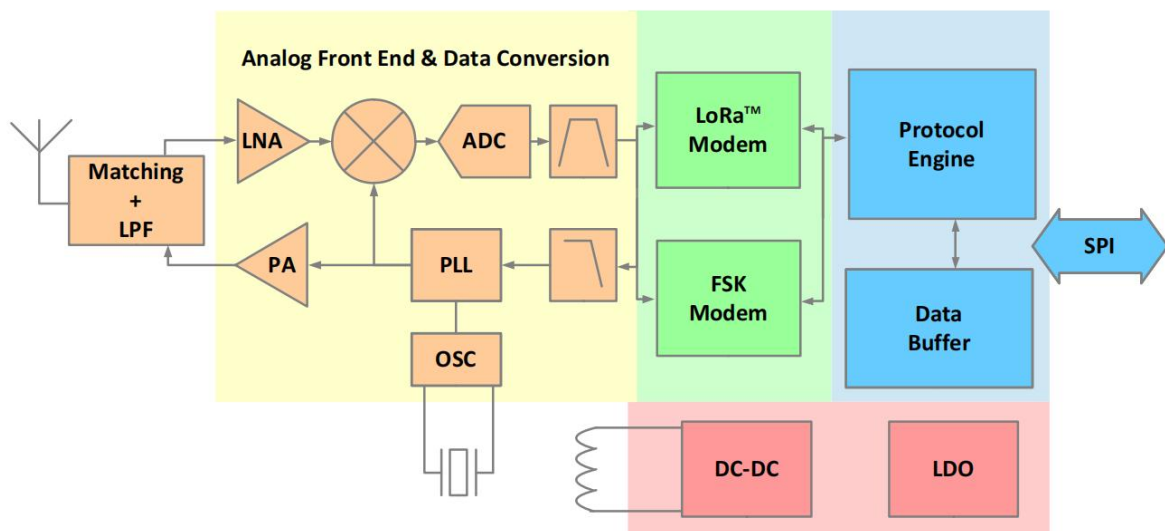 Analog Front End & Data Conversion
LNA
ADC
LoRa™
Modem
Protocol
Engine
Matching
+
LPF
PA
PLL
FSK
Modem
SPI
Data
Buffer
OSC
DC-DC
LDO